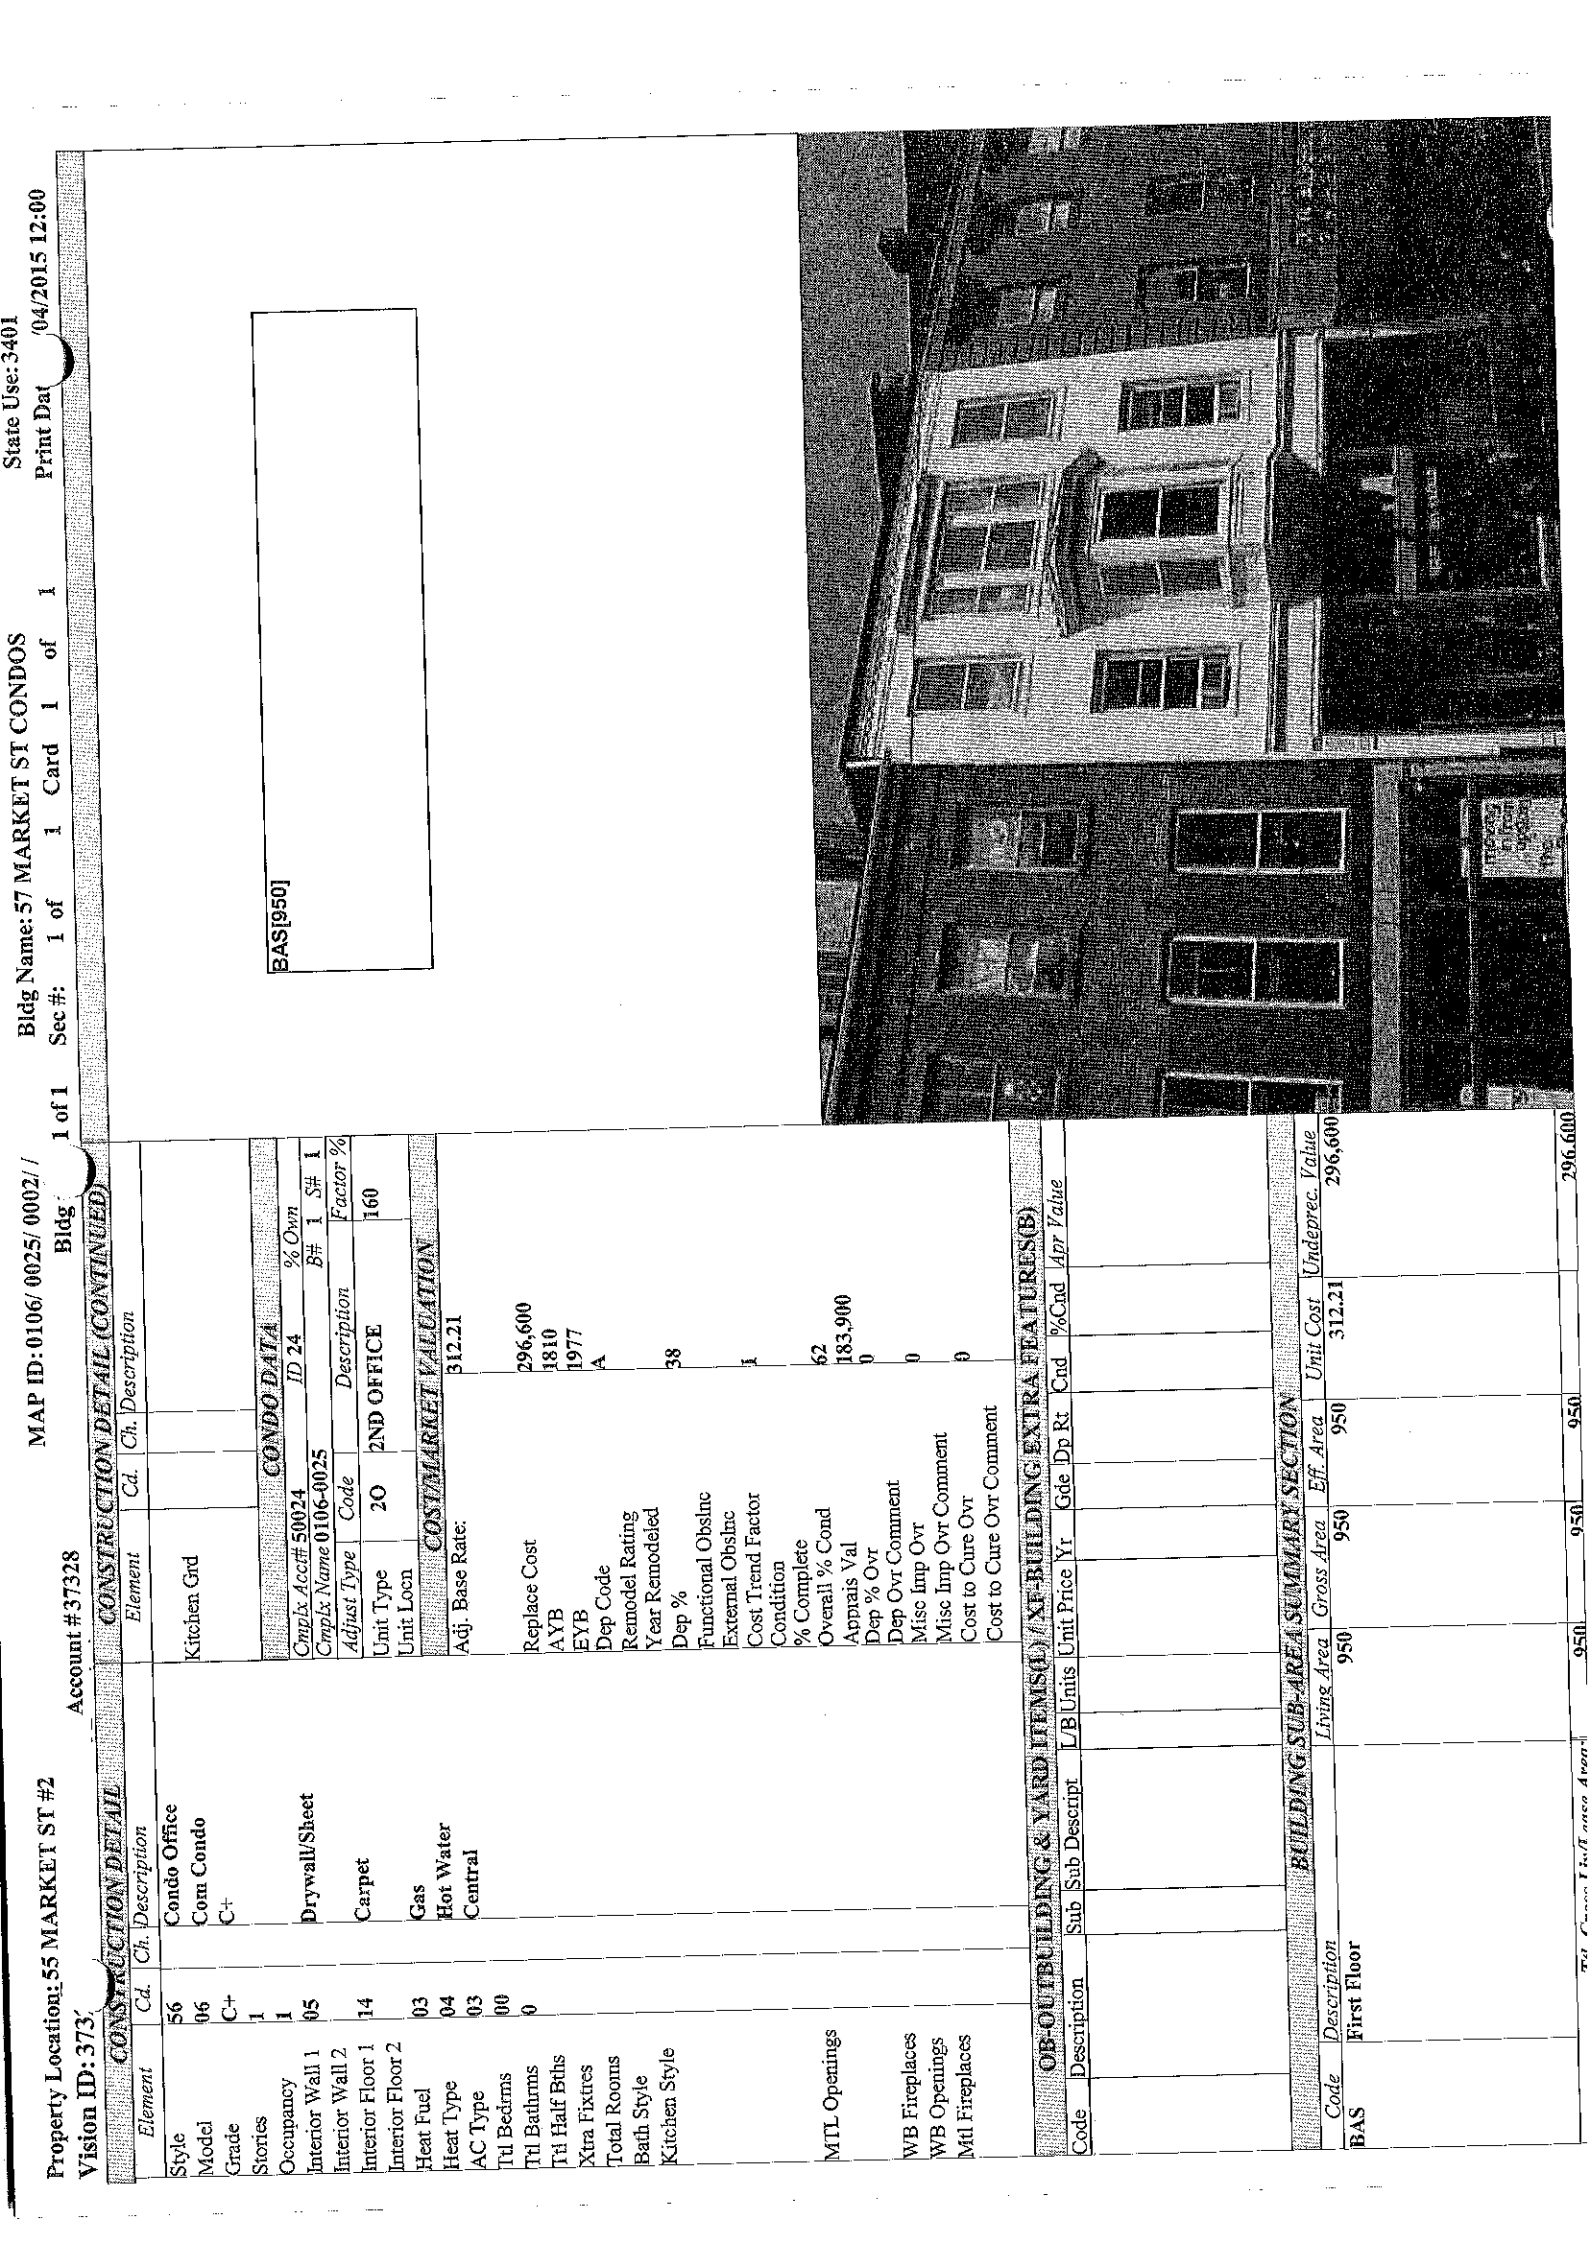 Property Location: 55 MARKET ST #2 MAP ID: 0106/ 0025/ 0002/ / Bldg Name: 57 MARKET ST CONDOS State Use: 3401
Vision ID: 373 Account #37328 Bldg 1 of 1 Sec #: 1 of 1 Card 1 of 1 Print Dat /04/2015 12:00
CONSTRUCTION DETAIL
Element Cd. Ch. Description
Style 56 Condo Office
Model 06 Com Condo
Grade C+ C+
Stories 1
Occupancy 1
Interior Wall 1 05 Drywall/Sheet
Interior Wall 2
Interior Floor 1 14 Carpet
Interior Floor 2
Heat Fuel 03 Gas
Heat Type 04 Hot Water
AC Type 03 Central
Ttl Bedrms 00
Ttl Bathrms 0
Ttl Half Bths
Xtra Fixtres
Total Rooms
Bath Style
Kitchen Style
MTL Openings
WB Fireplaces
WB Openings
Mtl Fireplaces
CONSTRUCTION DETAIL (CONTINUED)
Element Cd. Ch. Description
Kitchen Grd
CONDO DATA
Cmplx Acct# 50024 ID 24 % Own
Cmplx Name 0106-0025 B# 1 S# 1
Adjust Type Code Description Factor %
Unit Type 2O 2ND OFFICE 160
Unit Locn
COST/MARKET VALUATION
Adj. Base Rate: 312.21
Replace Cost 296,600
AYB 1810
EYB 1977
Dep Code A
Remodel Rating
Year Remodeled
Dep % 38
Functional Obslnc
External Obslnc
Cost Trend Factor 1
Condition
% Complete
Overall % Cond 62
Apprais Val 183,900
Dep % Ovr 0
Dep Ovr Comment
Misc Imp Ovr 0
Misc Imp Ovr Comment
Cost to Cure Ovr 0
Cost to Cure Ovr Comment
OB-OUTBUILDING & YARD ITEMS(L) / XF-BUILDING EXTRA FEATURES(B)
Code Description Sub Sub Descript L/B Units Unit Price Yr Gde Dp Rt Cnd %Cnd Apr Value
BUILDING SUB-AREA SUMMARY SECTION
Code Description Living Area Gross Area Eff. Area Unit Cost Undeprec. Value
BAS First Floor 950 950 950 312.21 296,600
950 950 950 296,600
BAS[950]